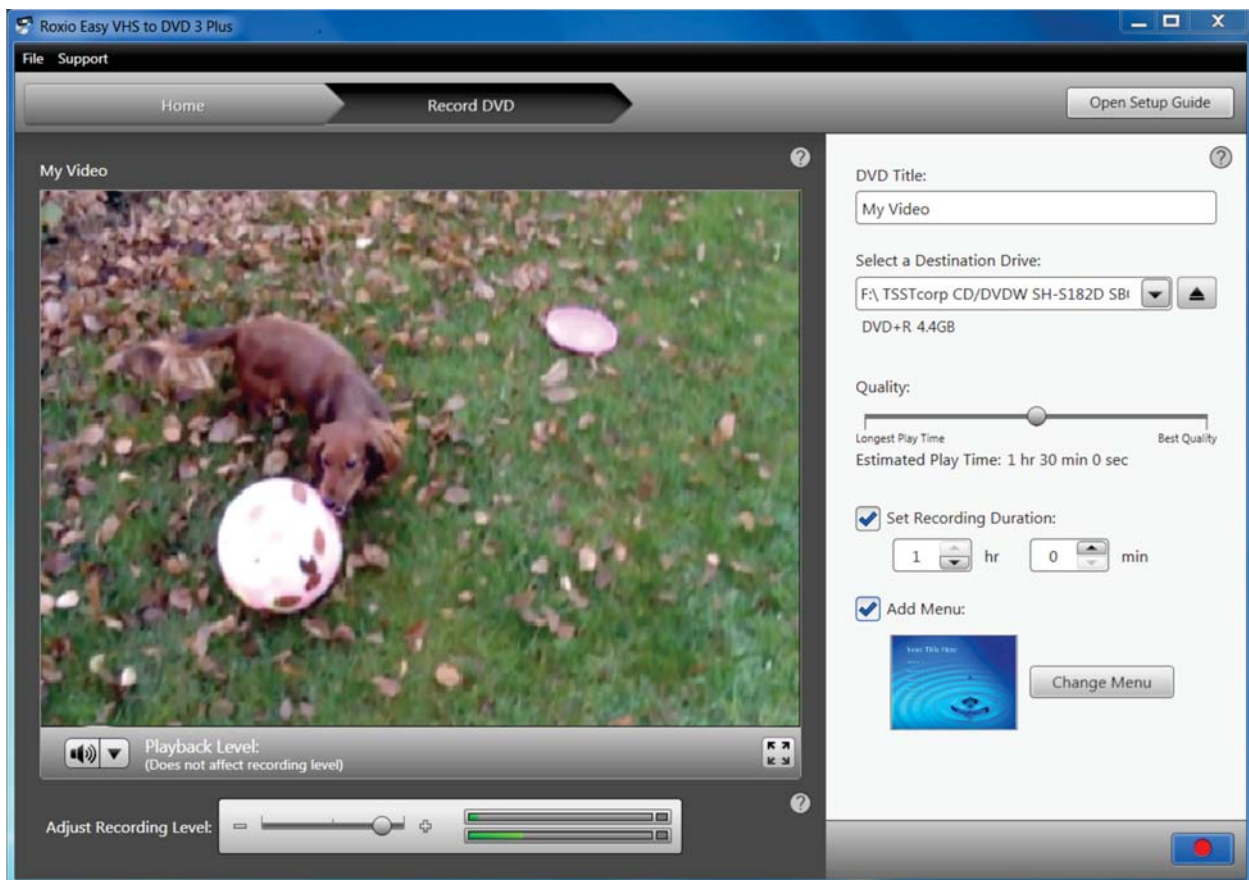 Roxio Easy VHS to DVD 3 Plus
File Support
Home
Record DVD
Open Setup Guide
My Video
DVD Title:
My Video
Select a Destination Drive:
F:\ TSSTcorp CD/DVDW SH-S182D
DVD+R 4.4GB
Quality:
Longest Play Time
Best Quality
Estimated Play Time: 1 hr 30 min 0 sec
Set Recording Duration:
1 hr 0 min
Add Menu:
Your Title Here
Change Menu
Playback Level:
(Does not affect recording level)
Adjust Recording Level: